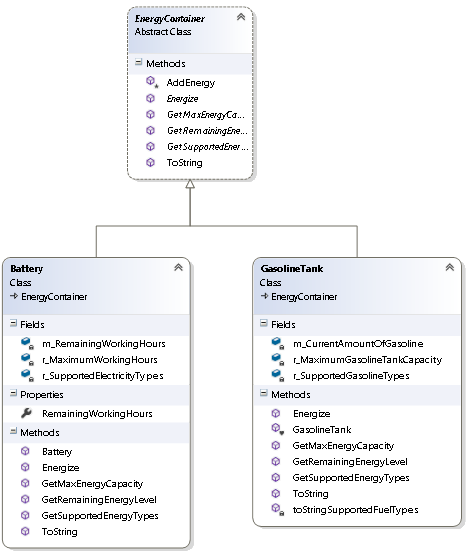 EnergyContainer
Abstract Class
Methods
AddEnergy
Energize
GetMaxEnergyCa...
GetRemainingEne...
GetSupportedEner...
ToString
Battery
Class
EnergyContainer
Fields
m_RemainingWorkingHours
r_MaximumWorkingHours
r_SupportedElectricityTypes
Properties
RemainingWorkingHours
Methods
Battery
Energize
GetMaxEnergyCapacity
GetRemainingEnergyLevel
GetSupportedEnergyTypes
ToString
GasolineTank
Class
EnergyContainer
Fields
m_CurrentAmountOfGasoline
r_MaximumGasolineTankCapacity
r_SupportedGasolineTypes
Methods
Energize
GasolineTank
GetMaxEnergyCapacity
GetRemainingEnergyLevel
GetSupportedEnergyTypes
ToString
toStringSupportedFuelTypes